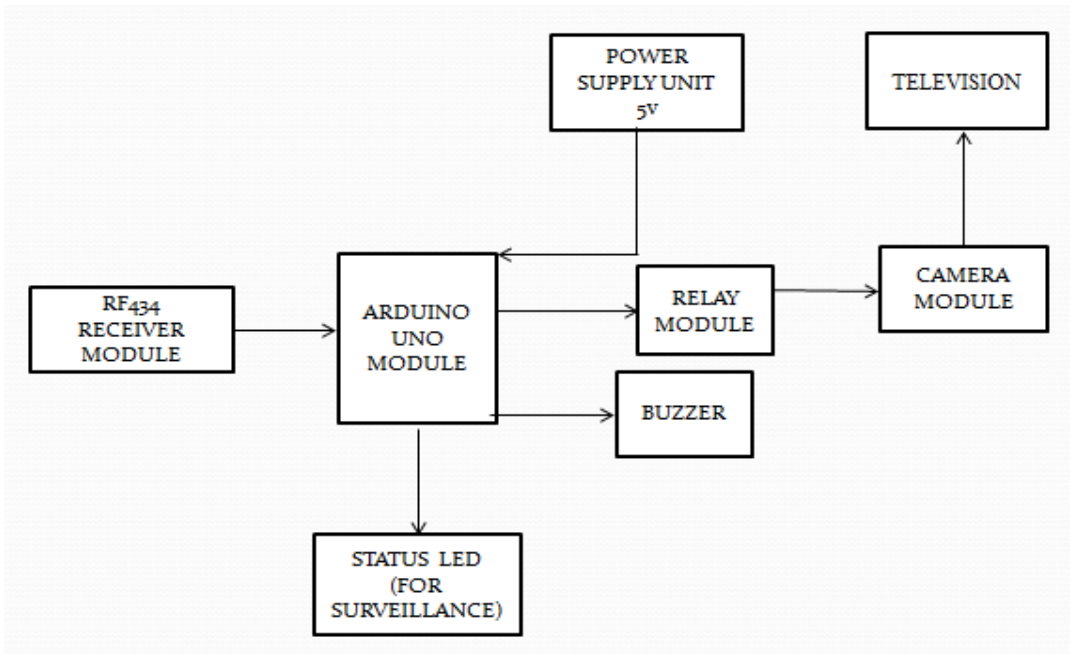 POWER
SUPPLY UNIT
5V
TELEVISION
RF434
RECEIVER
MODULE
ARDUINO
UNO
MODULE
RELAY
MODULE
CAMERA
MODULE
BUZZER
STATUS LED
(FOR
SURVEILLANCE)